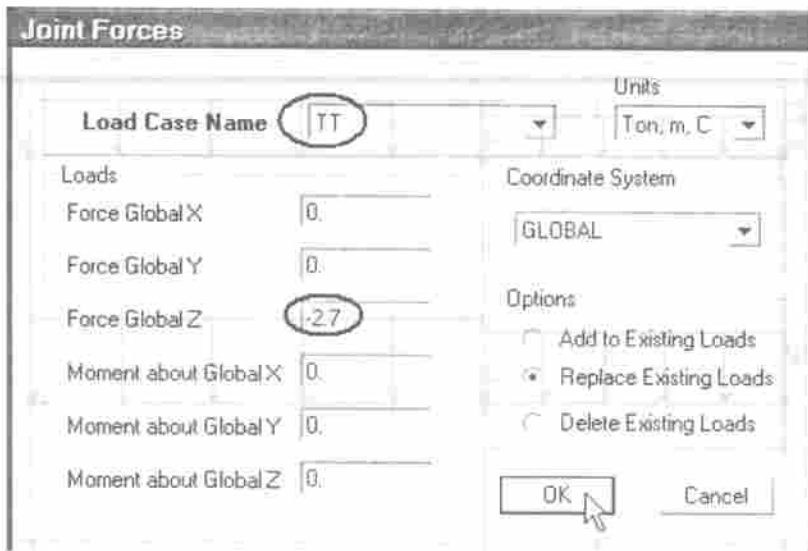 Joint Forces
Units
Load Case Name TT Ton, m, C
Loads
Force Global X 0.
Force Global Y 0.
Force Global Z -2.7
Moment about Global X 0.
Moment about Global Y 0.
Moment about Global Z 0.
Coordinate System
GLOBAL
Options
Add to Existing Loads
Replace Existing Loads
Delete Existing Loads
OK Cancel